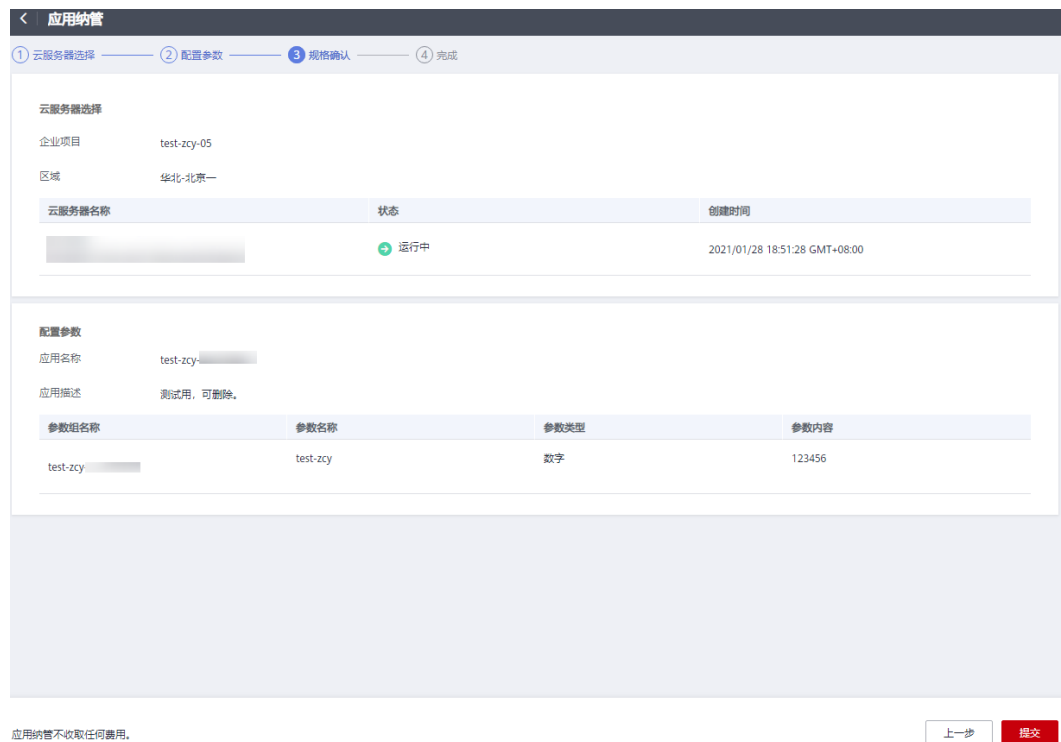 应用纳管
1 云服务器选择 2 配置参数 3 规格确认 4 完成
云服务器选择
企业项目 test-zcy-05
区域 华北-北京一
云服务器名称 状态 创建时间
运行中 2021/01/28 18:51:28 GMT+08:00
配置参数
应用名称 test-zcy-
应用描述 测试用，可删除。
参数组名称 参数名称 参数类型 参数内容
test-zcy test-zcy 数字 123456
应用纳管不收取任何费用。 上一步 提交